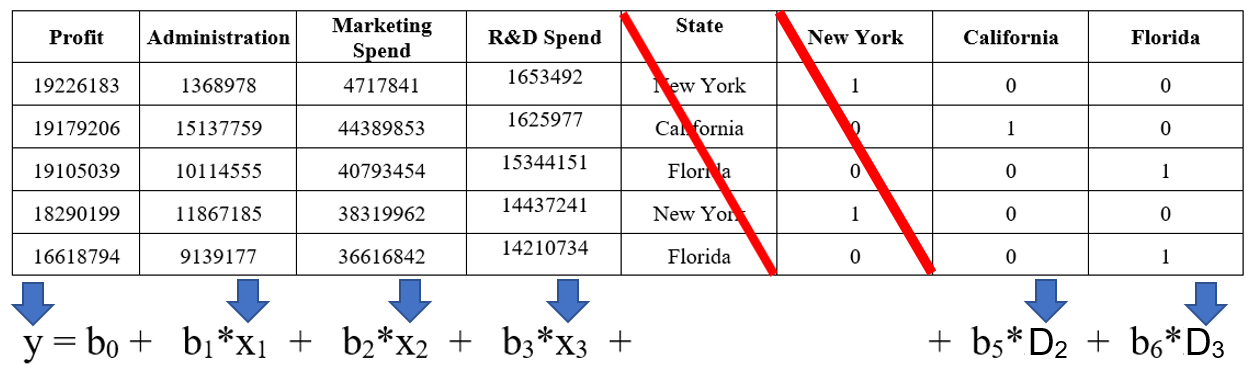 Profit Administration Marketing Spend R&D Spend State New York California Florida
19226183 1368978 4717841 1653492 New York 1 0 0
19179206 15137759 44389853 1625977 California 0 1 0
19105039 10114555 40793454 15344151 Florida 0 0 1
18290199 11867185 38319962 14437241 New York 1 0 0
16618794 9139177 36616842 14210734 Florida 0 0 1
y = b0 + b1*x1 + b2*x2 + b3*x3 + + b5*D2 + b6*D3